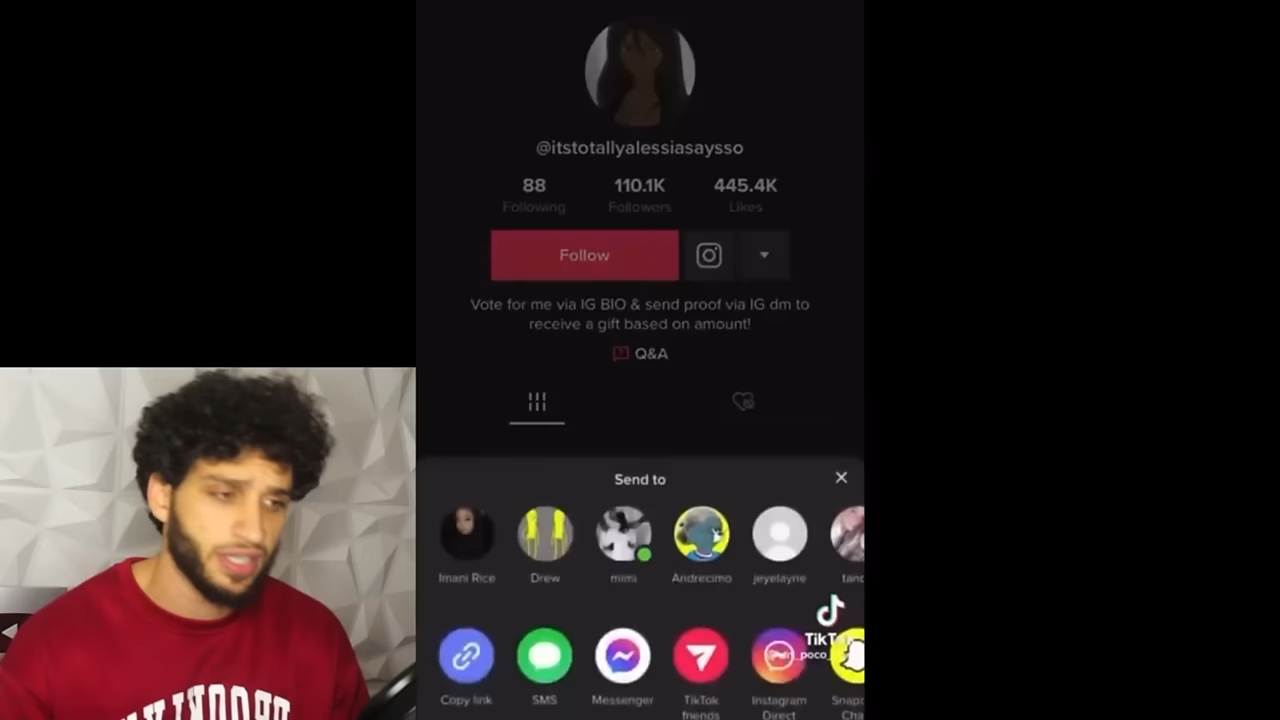 @itstotallyalessiasaysso
88 110.1K 445.4K
Following Followers Likes
Follow
Vote for me via IG BIO & send proof via IG dm to
receive a gift based on amount!
Q&A
Send to
Imani Rice Drew mimi Andrecimo jeyelayne
TikTok
Copy link SMS Messenger TikTok friends Instagram Direct
BROOKLYN